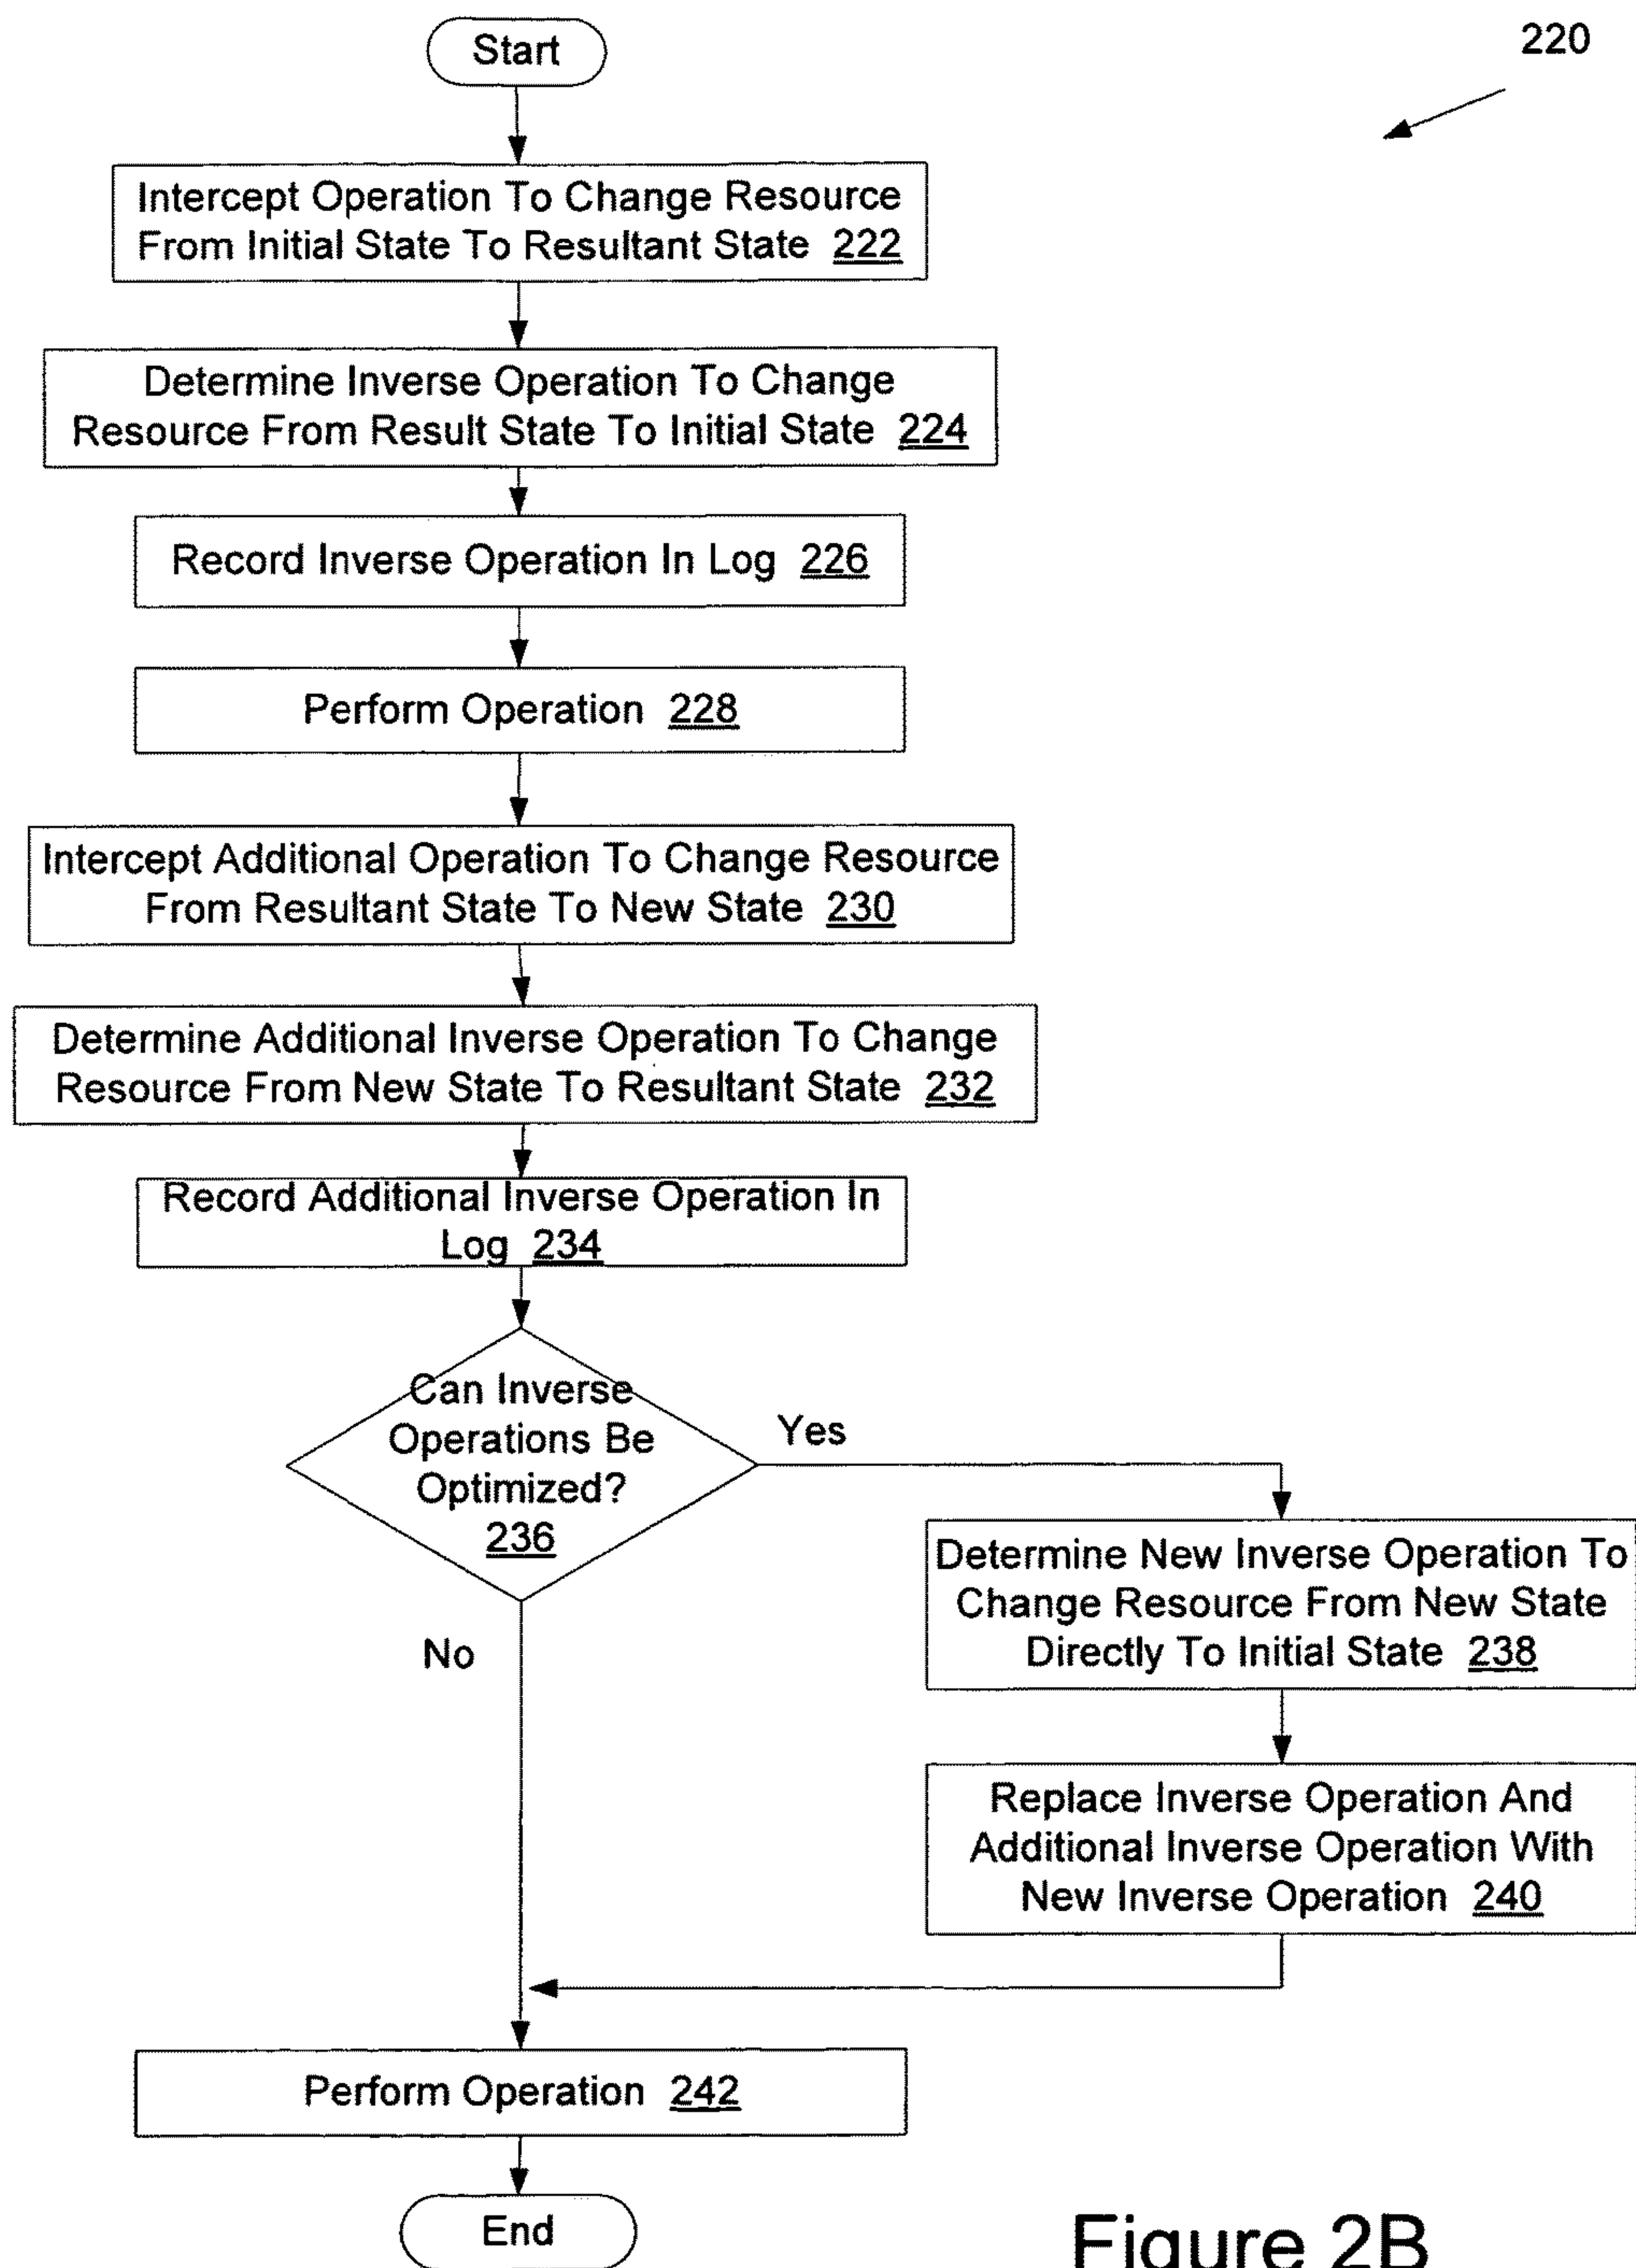 Start
220
Intercept Operation To Change Resource
From Initial State To Resultant State 222
Determine Inverse Operation To Change
Resource From Result State To Initial State 224
Record Inverse Operation In Log 226
Perform Operation 228
Intercept Additional Operation To Change Resource
From Resultant State To New State 230
Determine Additional Inverse Operation To Change
Resource From New State To Resultant State 232
Record Additional Inverse Operation In
Log 234
Can Inverse
Operations Be
Optimized?
236
Yes
No
Determine New Inverse Operation To
Change Resource From New State
Directly To Initial State 238
Replace Inverse Operation And
Additional Inverse Operation With
New Inverse Operation 240
Perform Operation 242
End
Figure 2B